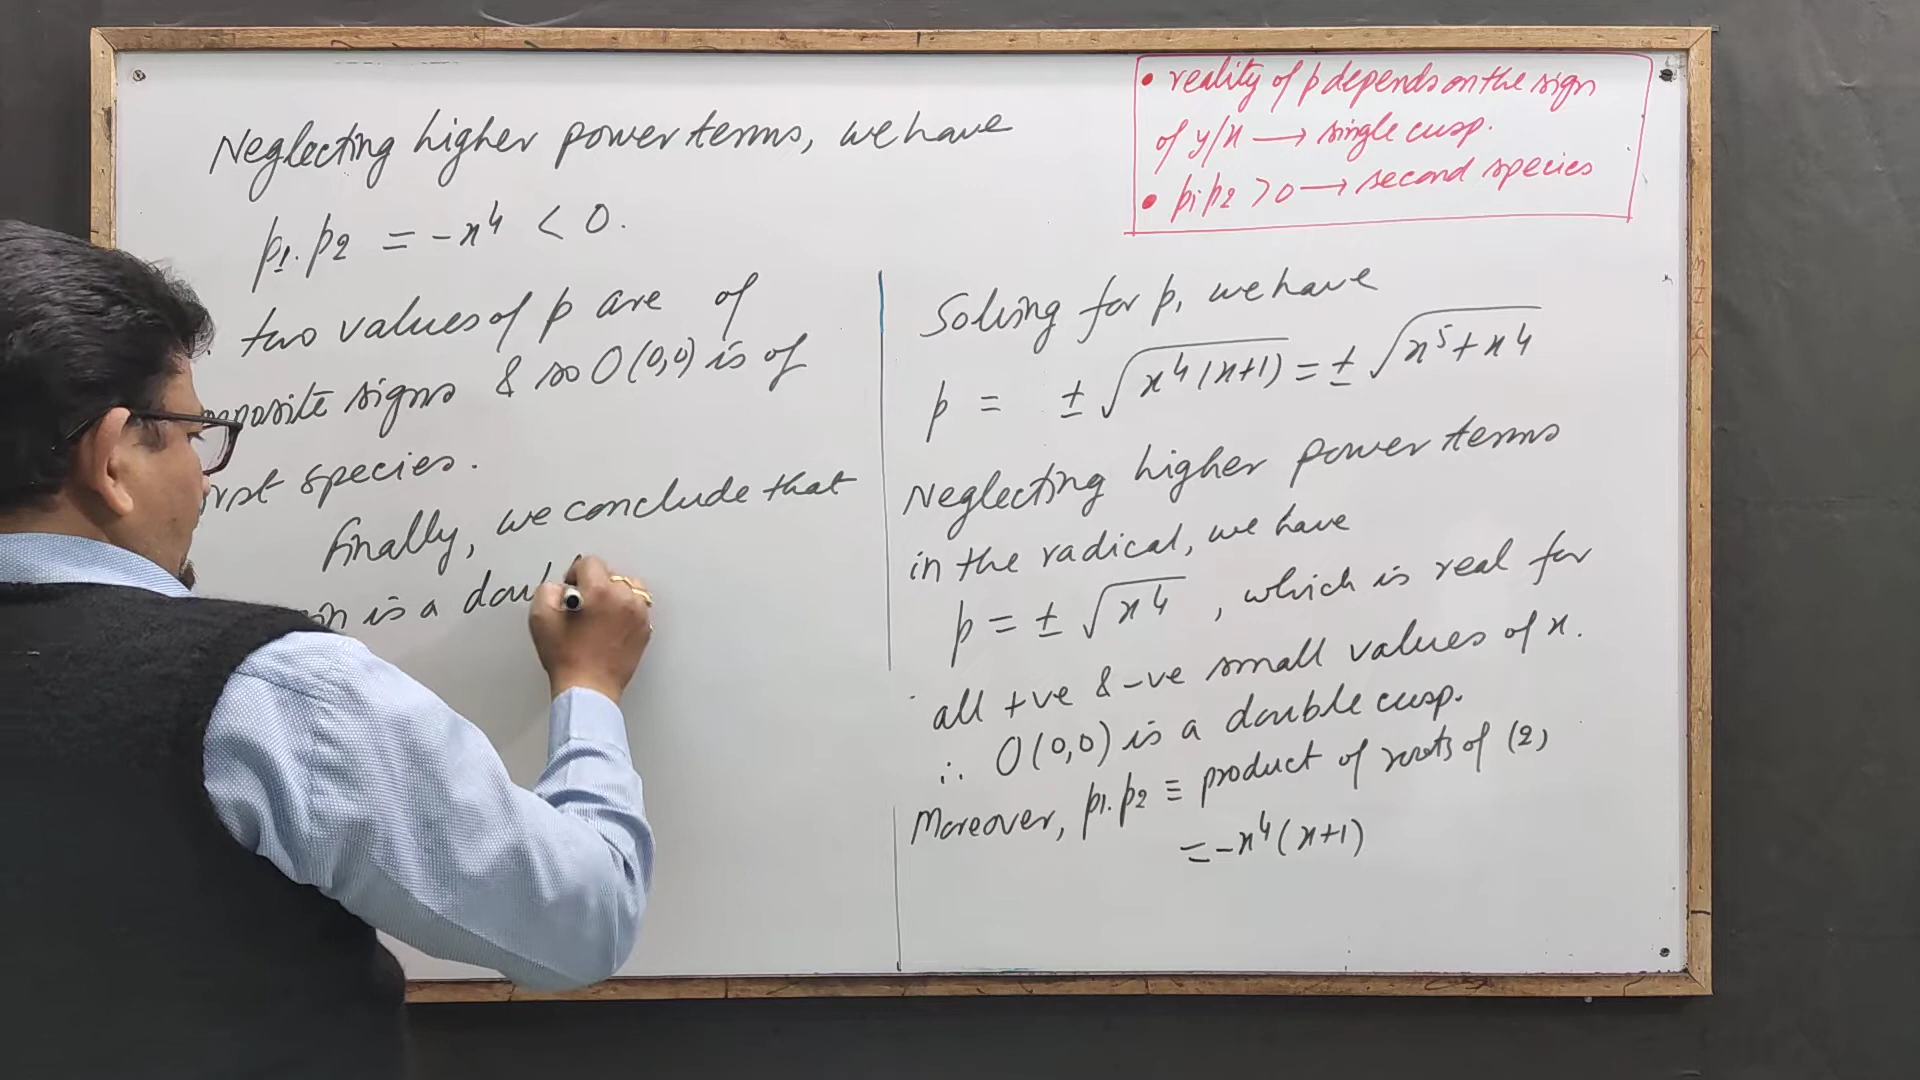 • reality of p depends on the sign
of y/x → single cusp.
• p1.p2 > 0 → second species
Neglecting higher power terms, we have
p1.p2 = -x⁴ < 0.
two values of p are of
opposite signs & so O(0,0) is of
first species.
Finally, we conclude that
is a doub
Solving for p, we have
p = ± √x⁴(x+1) = ± √x⁵+x⁴
Neglecting higher power terms
in the radical, we have
p = ± √x⁴, which is real for
all +ve & -ve small values of x.
∴ O(0,0) is a double cusp.
Moreover, p1.p2 ≡ product of roots of (2)
= -x⁴(x+1)